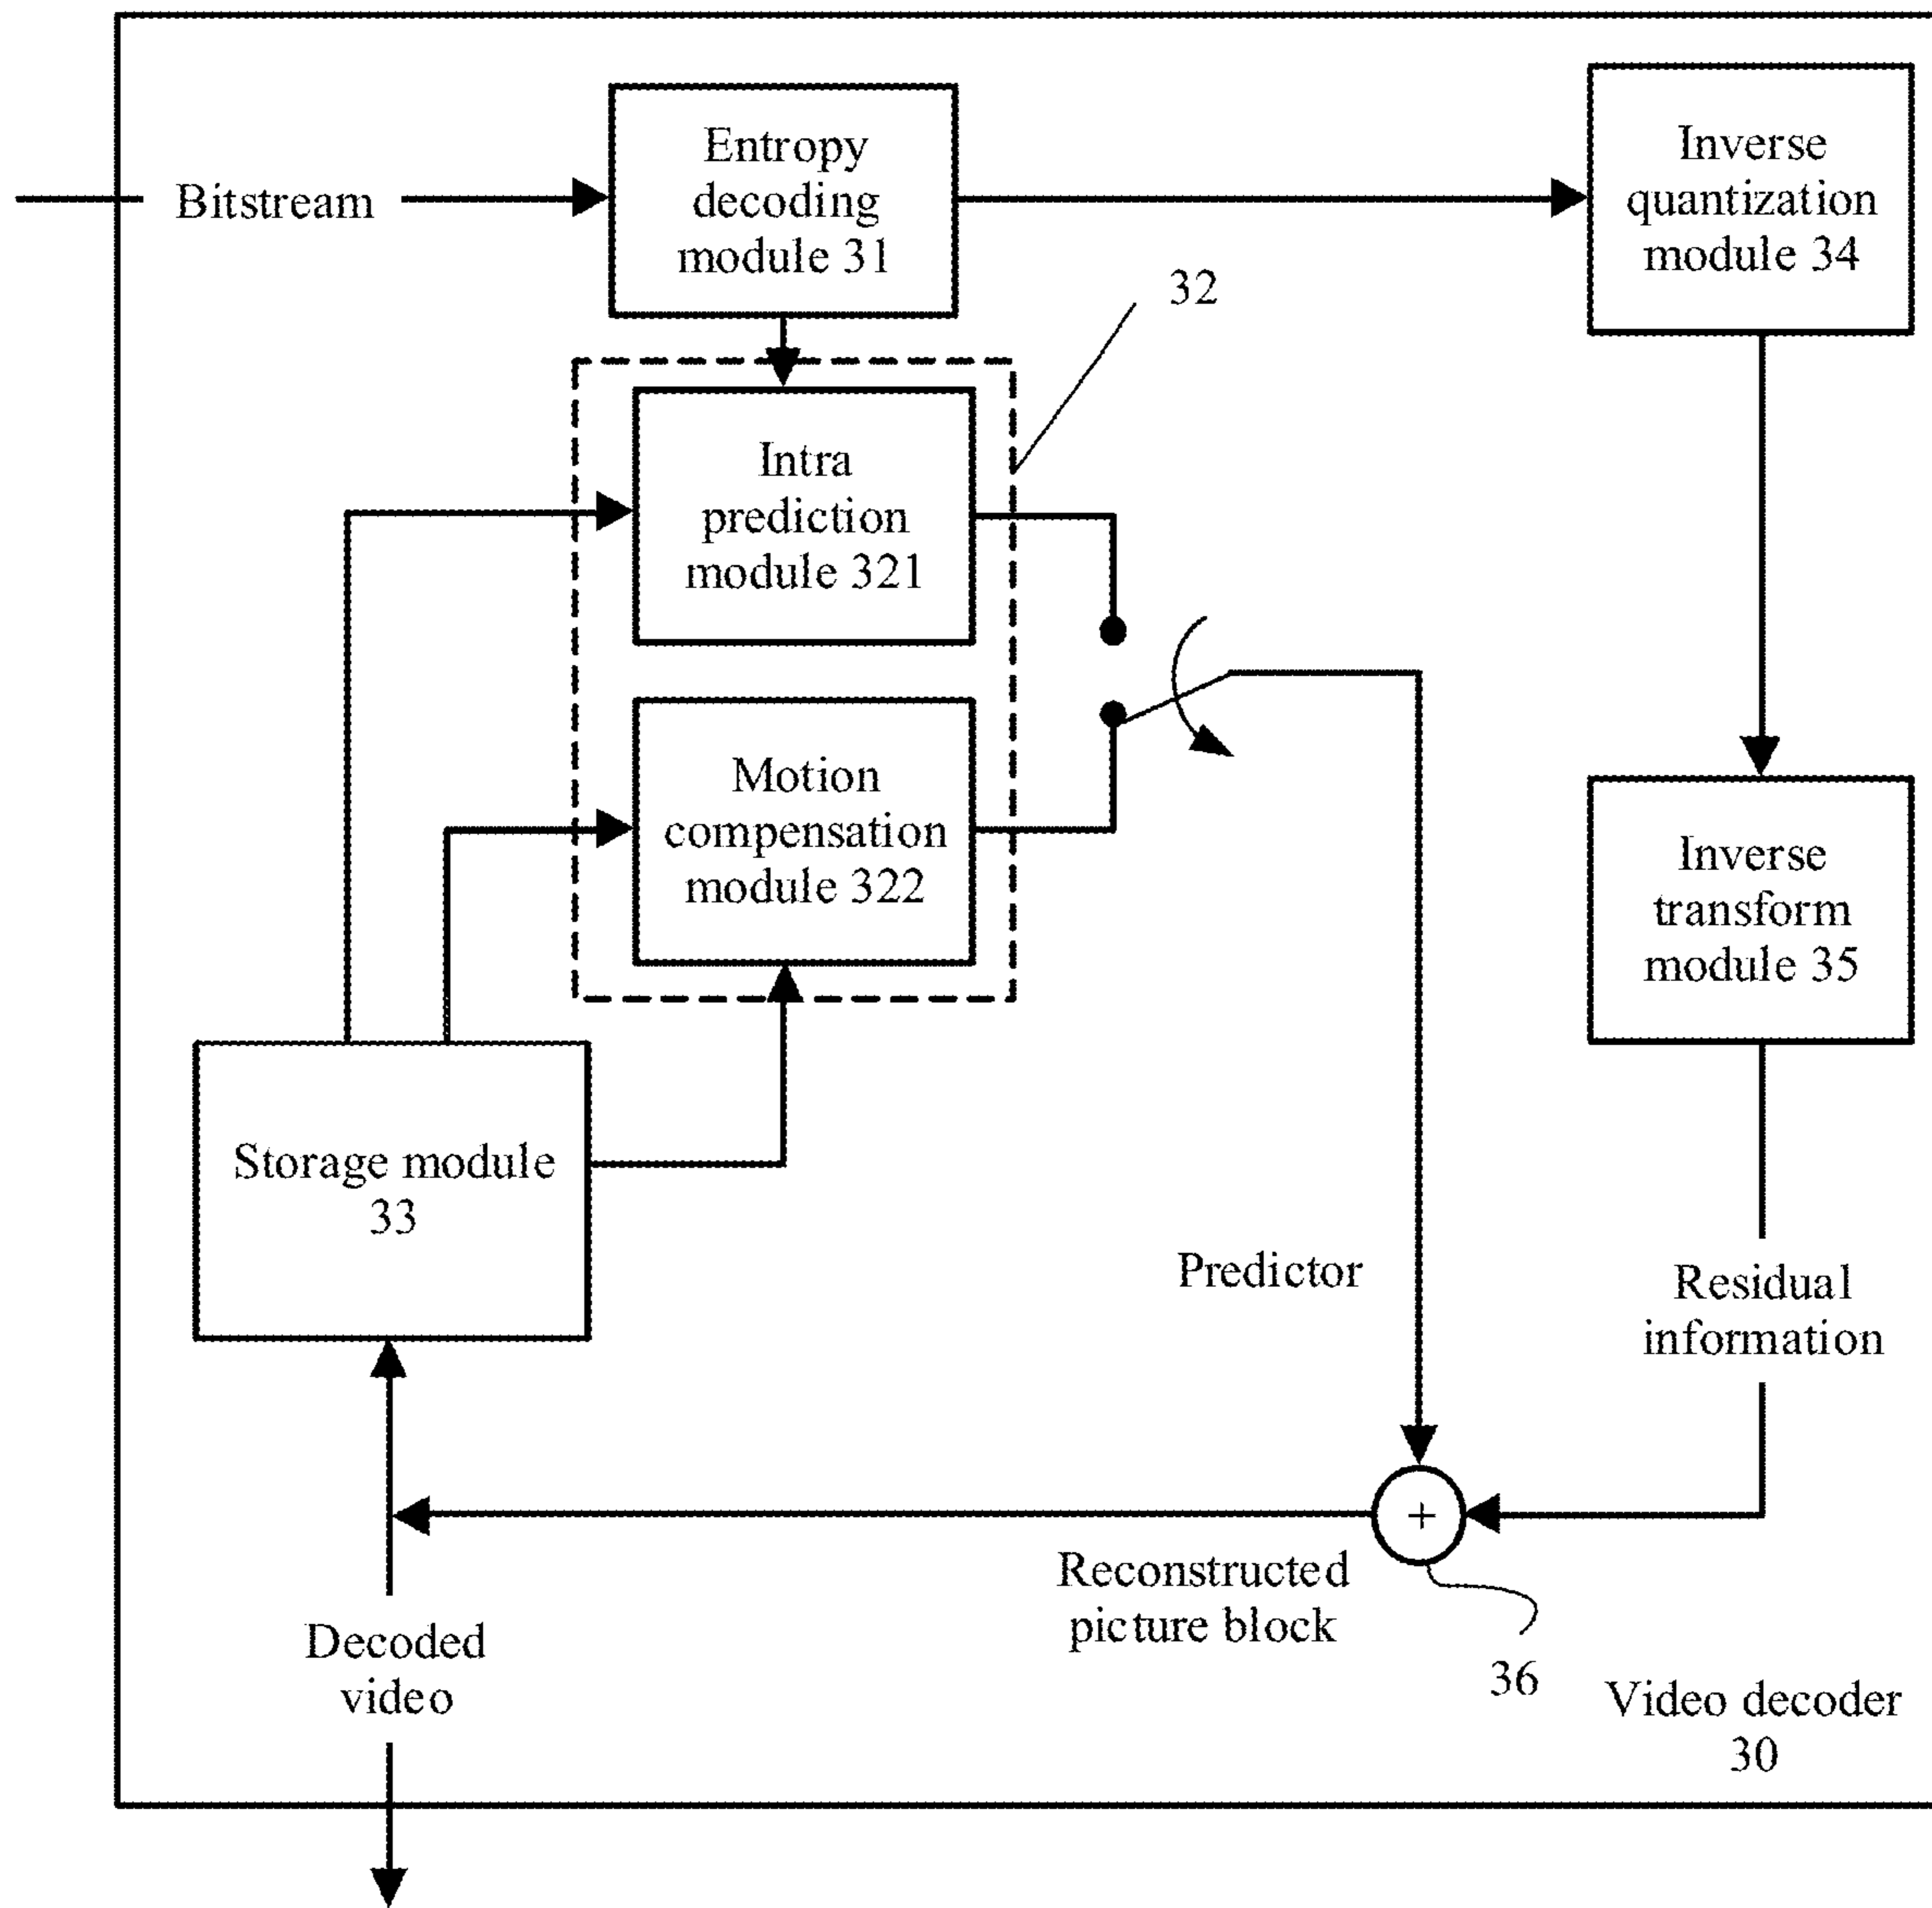 Bitstream
Entropy
decoding
module 31
Inverse
quantization
module 34
32
Intra
prediction
module 321
Motion
compensation
module 322
Inverse
transform
module 35
Storage module
33
Predictor
Residual
information
+
Reconstructed
picture block
36
Decoded
video
Video decoder
30